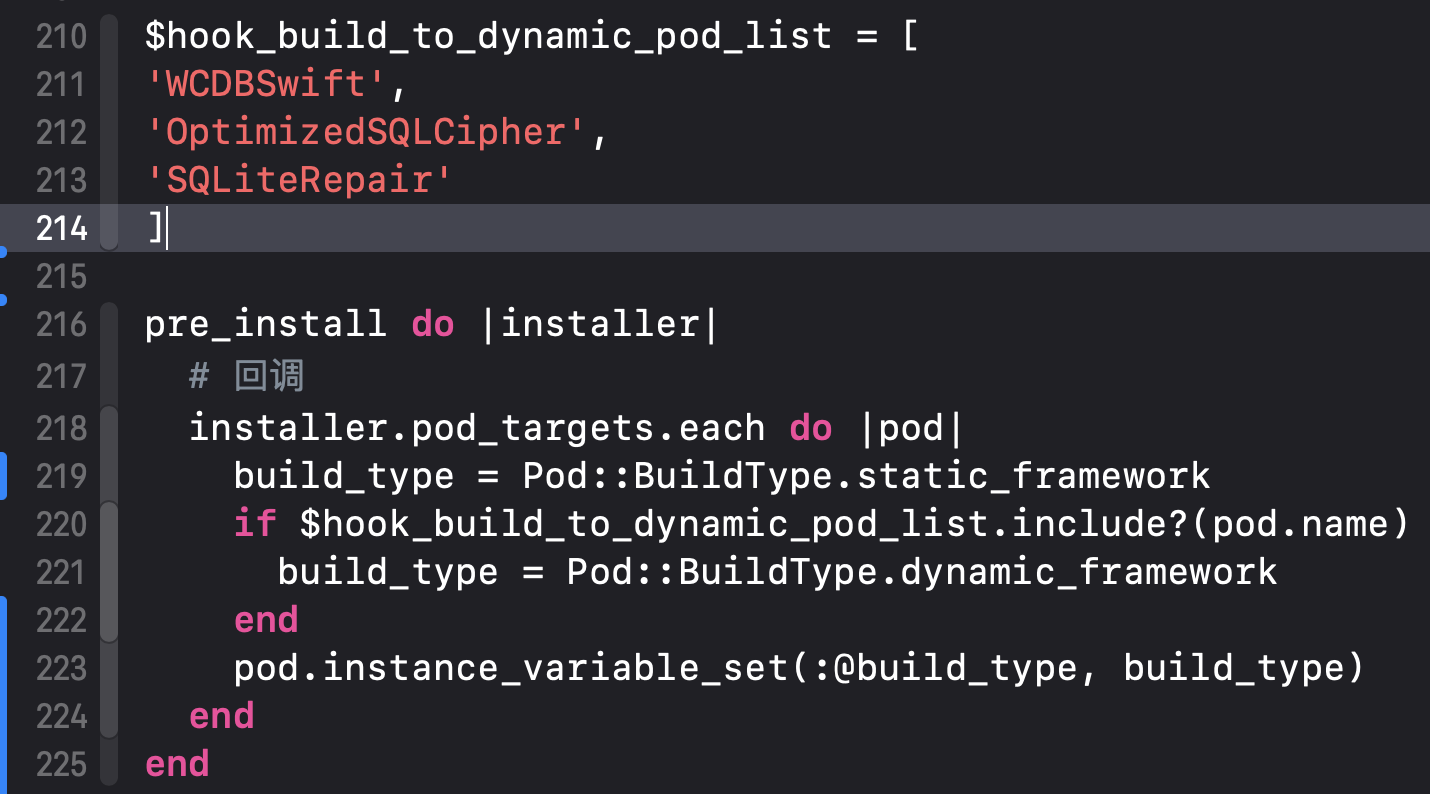 210 $hook_build_to_dynamic_pod_list = [
211 'WCDBSwift',
212 'OptimizedSQLCipher',
213 'SQLiteRepair'
214 ]
215
216 pre_install do |installer|
217   # 回调
218   installer.pod_targets.each do |pod|
219     build_type = Pod::BuildType.static_framework
220     if $hook_build_to_dynamic_pod_list.include?(pod.name)
221       build_type = Pod::BuildType.dynamic_framework
222     end
223     pod.instance_variable_set(:@build_type, build_type)
224   end
225 end